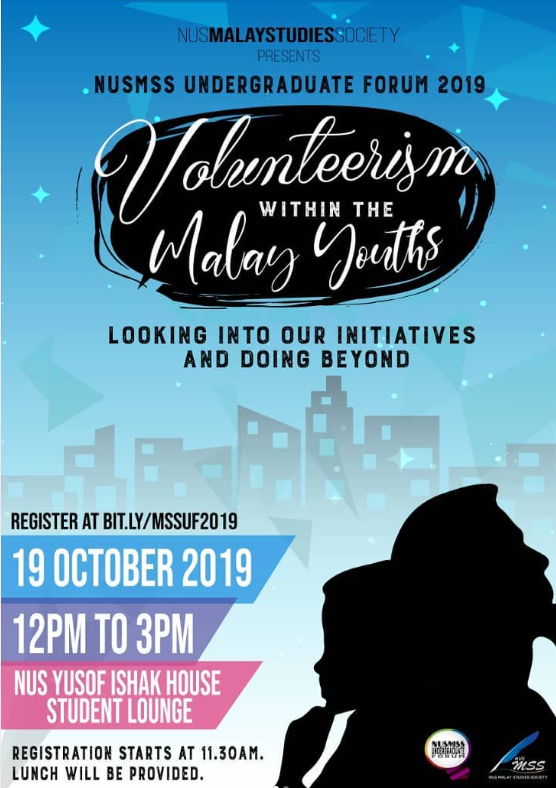 NUSMALAYSTUDIESSOCIETY
PRESENTS
NUSMSS UNDERGRADUATE FORUM 2019
Volunteerism
WITHIN THE
Malay Youths
LOOKING INTO OUR INITIATIVES
AND DOING BEYOND
REGISTER AT BIT.LY/MSSUF2019
19 OCTOBER 2019
12PM TO 3PM
NUS YUSOF ISHAK HOUSE
STUDENT LOUNGE
REGISTRATION STARTS AT 11.30AM.
LUNCH WILL BE PROVIDED.
NUSMSS
UNDERGRADUATE
FORUM
NUS
MSS
NUS MALAY STUDIES SOCIETY